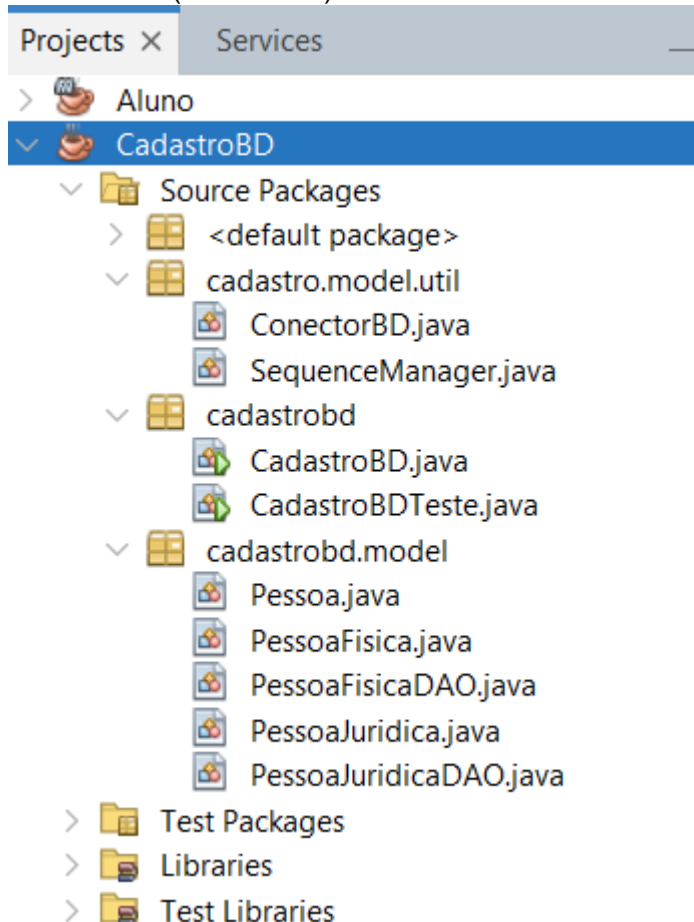 Projects × Services
Aluno
CadastroBD
Source Packages
<default package>
cadastro.model.util
ConectorBD.java
SequenceManager.java
cadastrobd
CadastroBD.java
CadastroBDTeste.java
cadastrobd.model
Pessoa.java
PessoaFisica.java
PessoaFisicaDAO.java
PessoaJuridica.java
PessoaJuridicaDAO.java
Test Packages
Libraries
Test Libraries